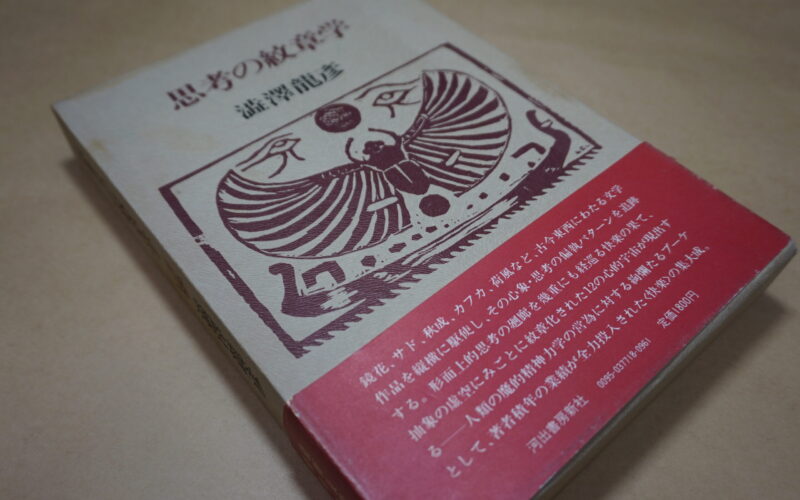 思考の紋章学
澁澤龍彦
鏡花、サド、秋成、カフカ、荷風など、古今東西にわたる文学
作品を縦横に駆使し、その心象・思考の偏執パターンを追跡
する。形而上的思考の廻廊を幾重にも経巡る快楽の果て、
抽象の虚空にみごとに紋章化された12の心的宇宙が現出す
る——人類の魔的精神力学の営為に対する絢爛たるブーケ
として、著者積年の業績が全力投入された〈快楽〉の集大成。
定価1800円
0095-037718-0961
河出書房新社